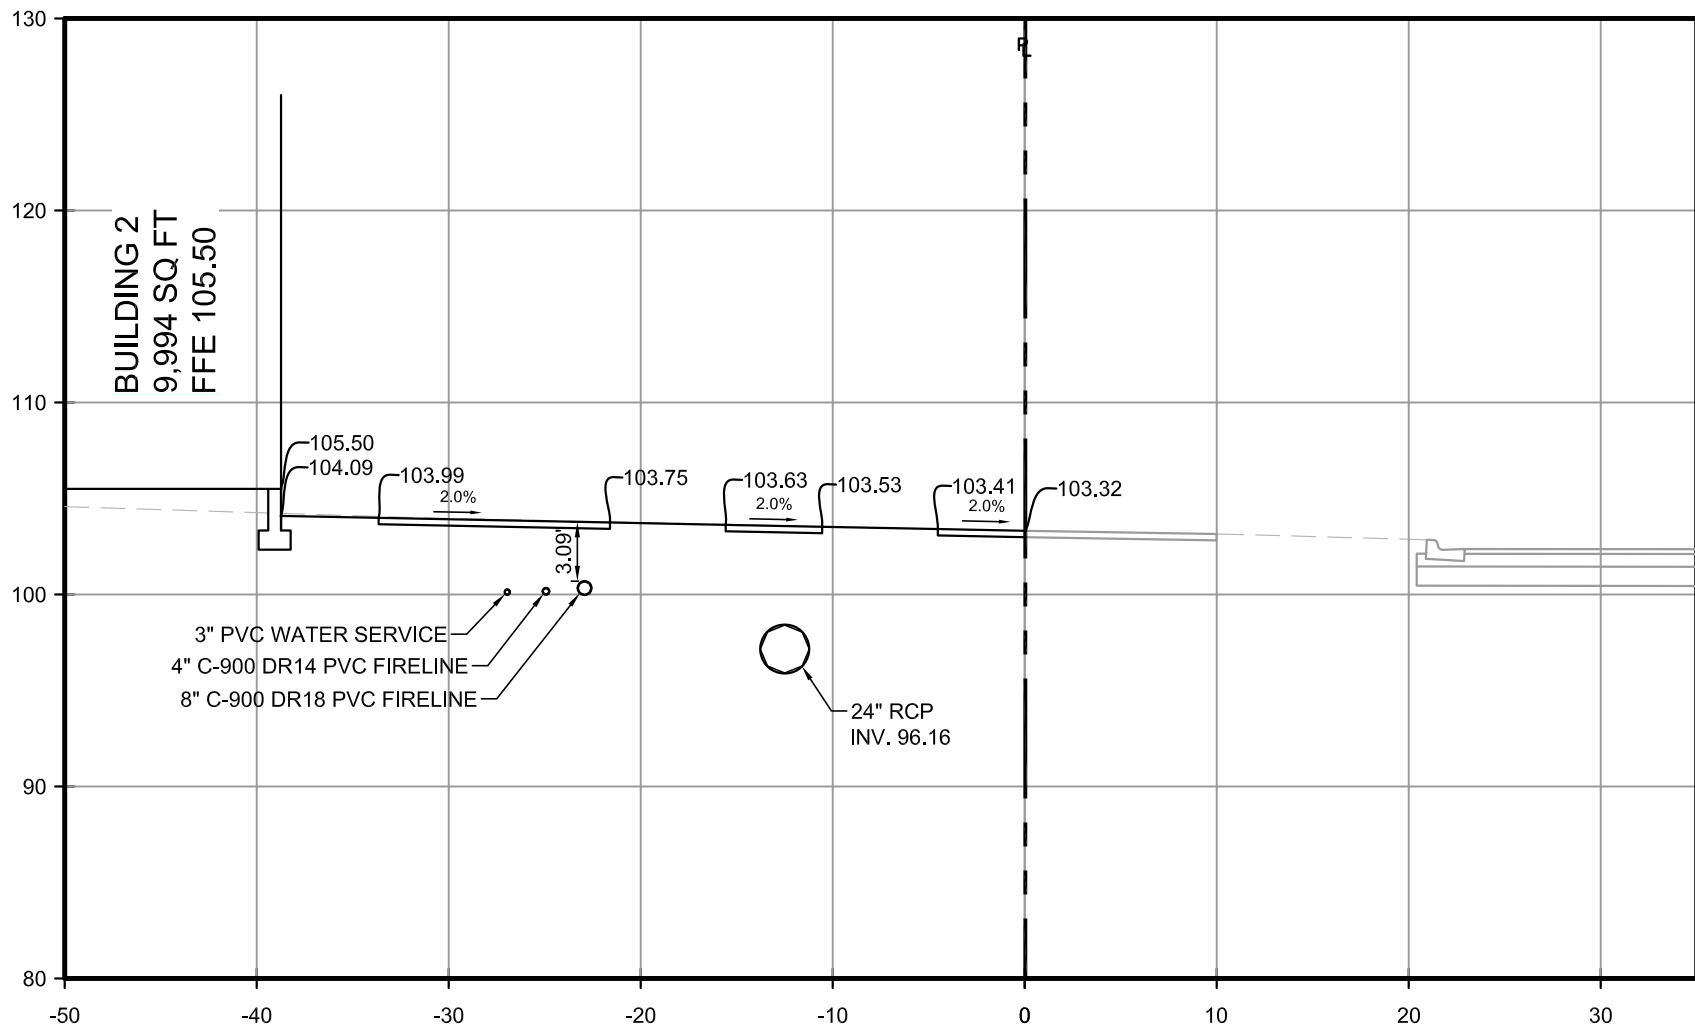 130
PL
120
BUILDING 2
9,994 SQ FT
FFE 105.50
110
105.50
104.09
103.99
2.0%
103.75
103.63
2.0%
103.53
103.41
2.0%
103.32
3.09'
100
3" PVC WATER SERVICE
4" C-900 DR14 PVC FIRELINE
8" C-900 DR18 PVC FIRELINE
24" RCP
INV. 96.16
90
80
-50 -40 -30 -20 -10 0 10 20 30